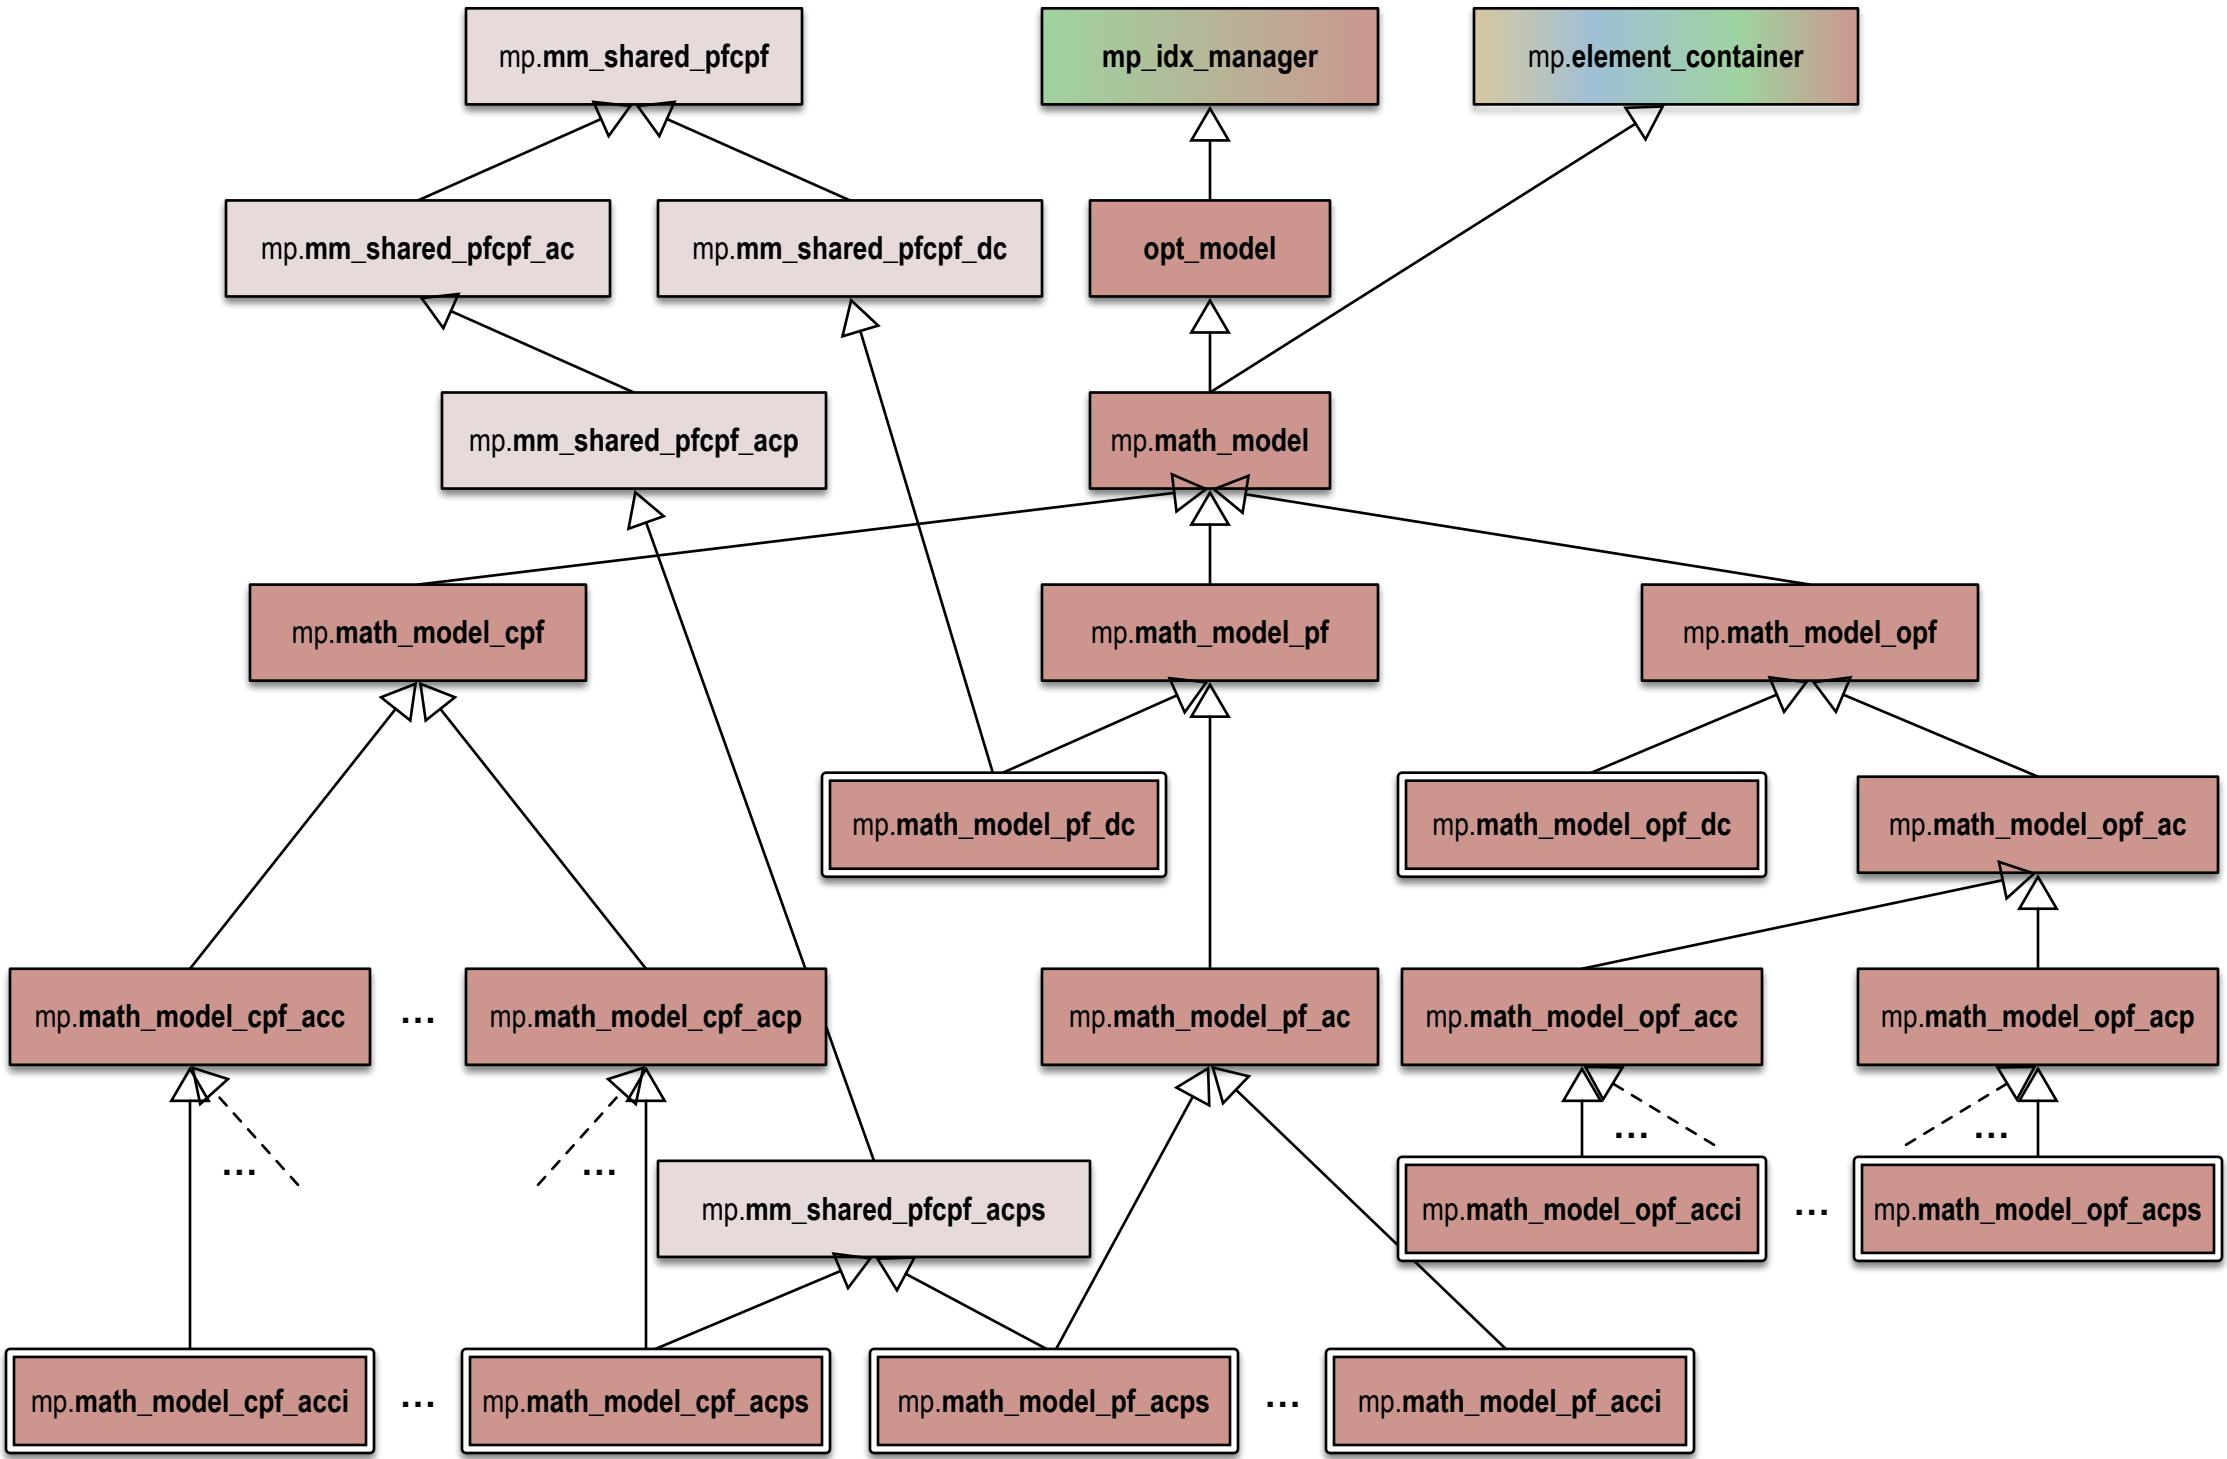 mp.mm_shared_pfcpf
mp_idx_manager
mp.element_container
mp.mm_shared_pfcpf_ac
mp.mm_shared_pfcpf_dc
opt_model
mp.mm_shared_pfcpf_acp
mp.math_model
mp.math_model_cpf
mp.math_model_pf
mp.math_model_opf
mp.math_model_pf_dc
mp.math_model_opf_dc
mp.math_model_opf_ac
mp.math_model_cpf_acc
...
mp.math_model_cpf_acp
mp.math_model_pf_ac
mp.math_model_opf_acc
mp.math_model_opf_acp
...
...
...
...
mp.mm_shared_pfcpf_acps
mp.math_model_opf_acci
...
mp.math_model_opf_acps
mp.math_model_cpf_acci
...
mp.math_model_cpf_acps
mp.math_model_pf_acps
...
mp.math_model_pf_acci